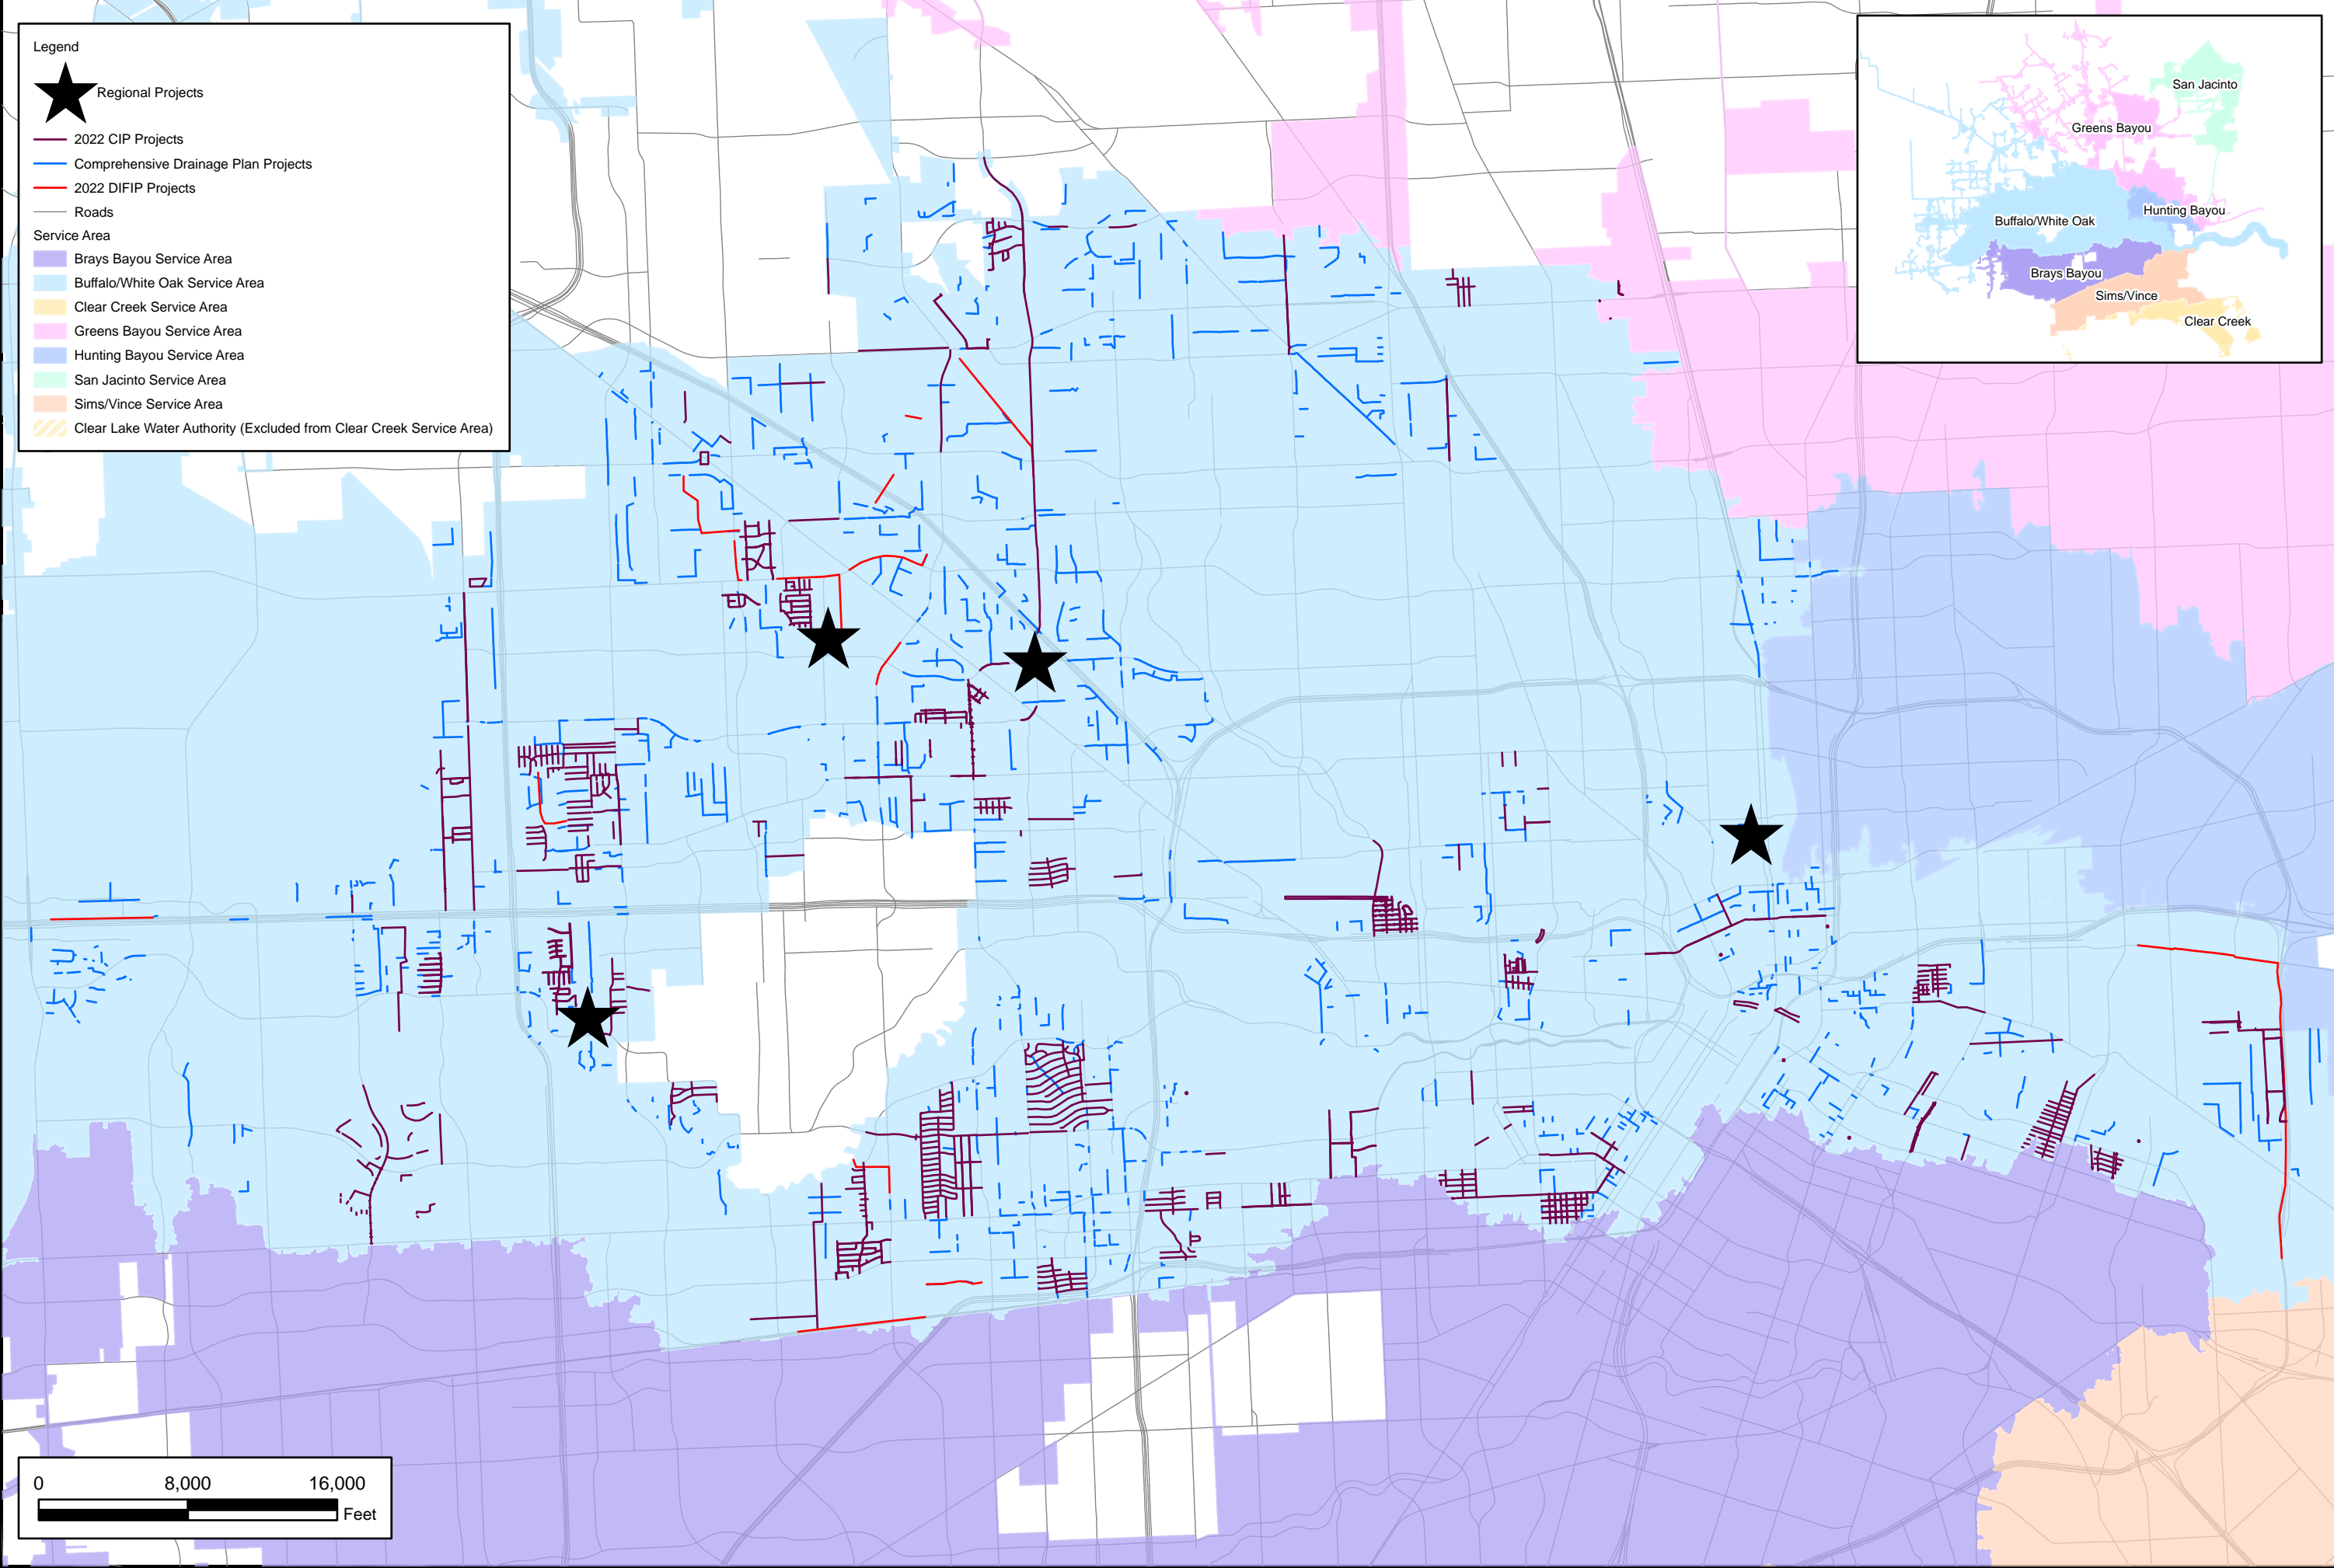 Legend
Regional Projects
2022 CIP Projects
Comprehensive Drainage Plan Projects
2022 DIFIP Projects
Roads
Service Area
Brays Bayou Service Area
Buffalo/White Oak Service Area
Clear Creek Service Area
Greens Bayou Service Area
Hunting Bayou Service Area
San Jacinto Service Area
Sims/Vince Service Area
Clear Lake Water Authority (Excluded from Clear Creek Service Area)
San Jacinto
Greens Bayou
Hunting Bayou
Buffalo/White Oak
Brays Bayou
Sims/Vince
Clear Creek
0 8,000 16,000
Feet